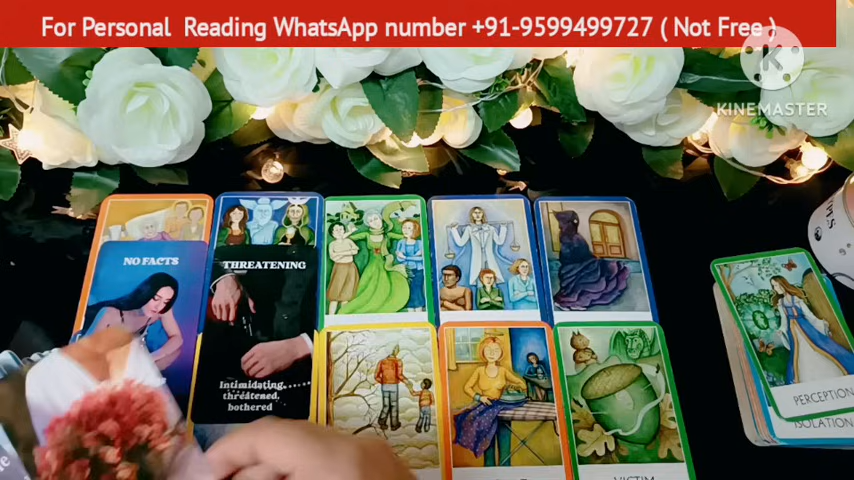 For Personal Reading WhatsApp number +91-9599499727 ( Not Free )
KINEMASTER
NO FACTS
THREATENING
Intimidating,
threatened,
bothered
PERCEPTION
ISOLATION
VICTIM